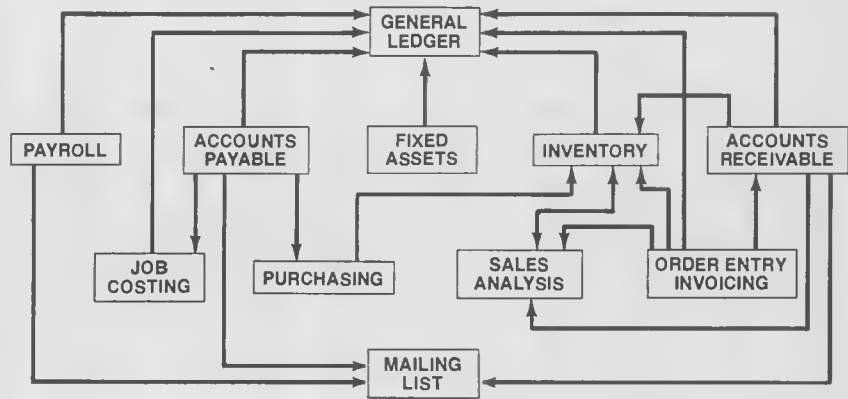 GENERAL
LEDGER
PAYROLL
ACCOUNTS
PAYABLE
FIXED
ASSETS
INVENTORY
ACCOUNTS
RECEIVABLE
JOB
COSTING
PURCHASING
SALES
ANALYSIS
ORDER ENTRY
INVOICING
MAILING
LIST